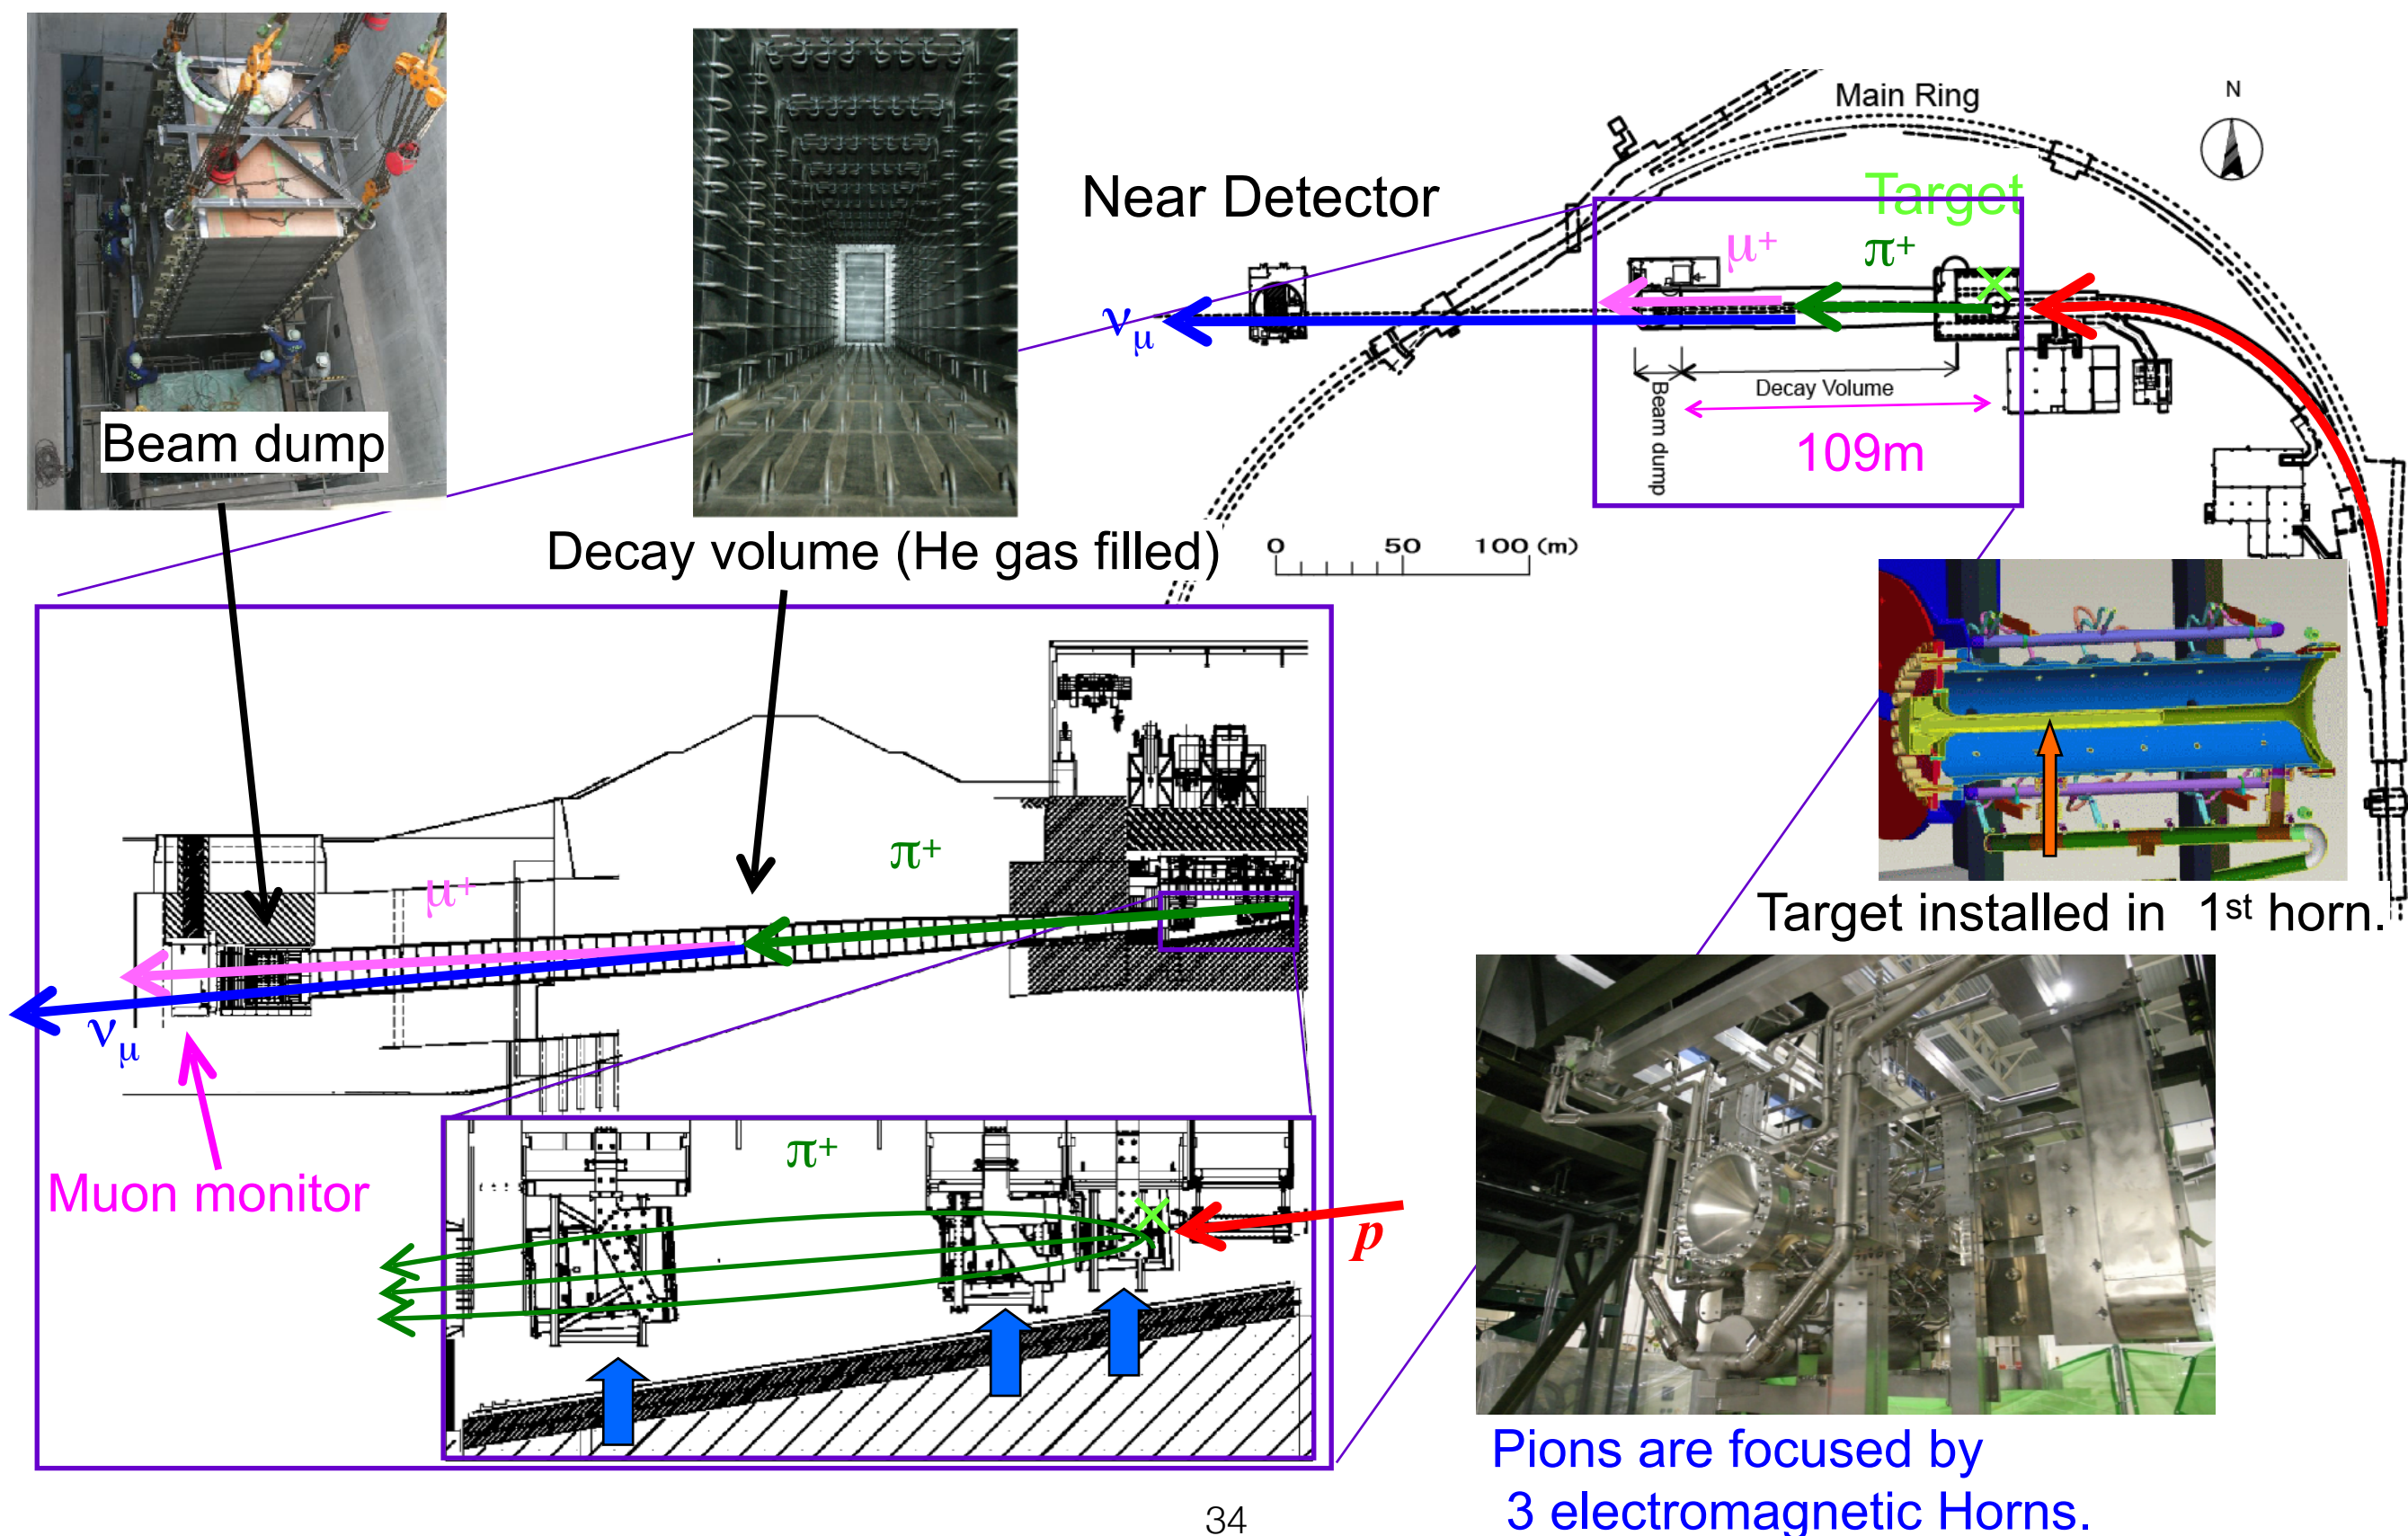 Main Ring
N
Near Detector
Target
μ+
π+
νμ
Beam dump
Decay Volume
109m
Beam dump
Decay volume (He gas filled)
0 50 100 (m)
Target installed in 1st horn.
π+
μ+
νμ
Muon monitor
π+
p
Pions are focused by
3 electromagnetic Horns.
34